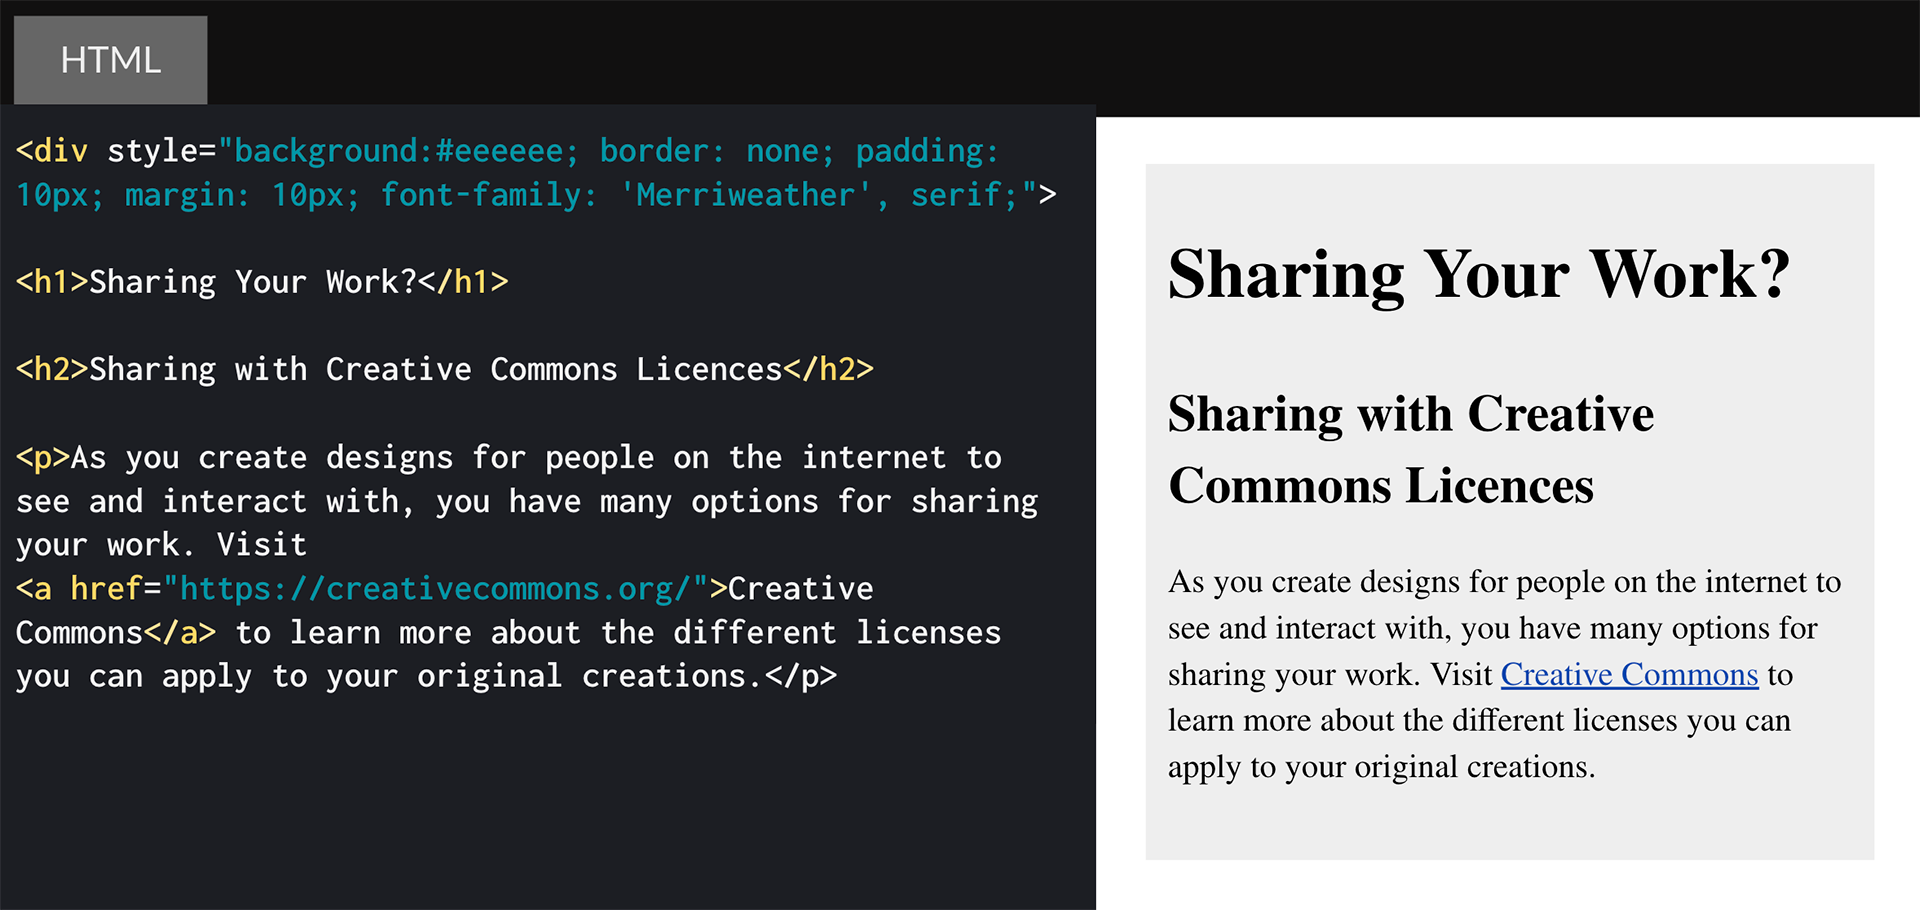 HTML
<div style="background:#eeeeee; border: none; padding:
10px; margin: 10px; font-family: 'Merriweather', serif;">
<h1>Sharing Your Work?</h1>
<h2>Sharing with Creative Commons Licences</h2>
<p>As you create designs for people on the internet to
see and interact with, you have many options for sharing
your work. Visit
<a href="https://creativecommons.org/">Creative
Commons</a> to learn more about the different licenses
you can apply to your original creations.</p>
Sharing Your Work?
Sharing with Creative
Commons Licences
As you create designs for people on the internet to
see and interact with, you have many options for
sharing your work. Visit Creative Commons to
learn more about the different licenses you can
apply to your original creations.